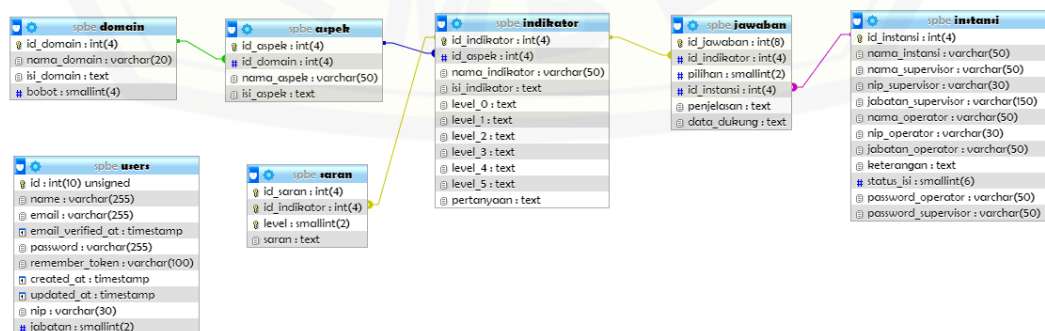 spbe domain
id_domain : int(4)
nama_domain : varchar(20)
isi_domain : text
# bobot : smallint(4)
spbe aspek
id_aspek : int(4)
# id_domain : int(4)
nama_aspek : varchar(50)
isi_aspek : text
spbe indikator
id_indikator : int(4)
# id_aspek : int(4)
nama_indikator : varchar(50)
isi_indikator : text
level_0 : text
level_1 : text
level_2 : text
level_3 : text
level_4 : text
level_5 : text
pertanyaan : text
spbe jawaban
id_jawaban : int(8)
# id_indikator : int(4)
# pilihan : smallint(2)
# id_instansi : int(4)
penjelasan : text
data_dukung : text
spbe instansi
id_instansi : int(4)
nama_instansi : varchar(50)
nama_supervisor : varchar(50)
nip_supervisor : varchar(30)
jabatan_supervisor : varchar(150)
nama_operator : varchar(50)
nip_operator : varchar(30)
jabatan_operator : varchar(50)
keterangan : text
# status_isi : smallint(6)
password_operator : varchar(50)
password_supervisor : varchar(50)
spbe users
id : int(10) unsigned
name : varchar(255)
email : varchar(255)
email_verified_at : timestamp
password : varchar(255)
remember_token : varchar(100)
created_at : timestamp
updated_at : timestamp
nip : varchar(30)
# jabatan : smallint(2)
spbe saran
id_saran : int(4)
id_indikator : int(4)
level : smallint(2)
saran : text